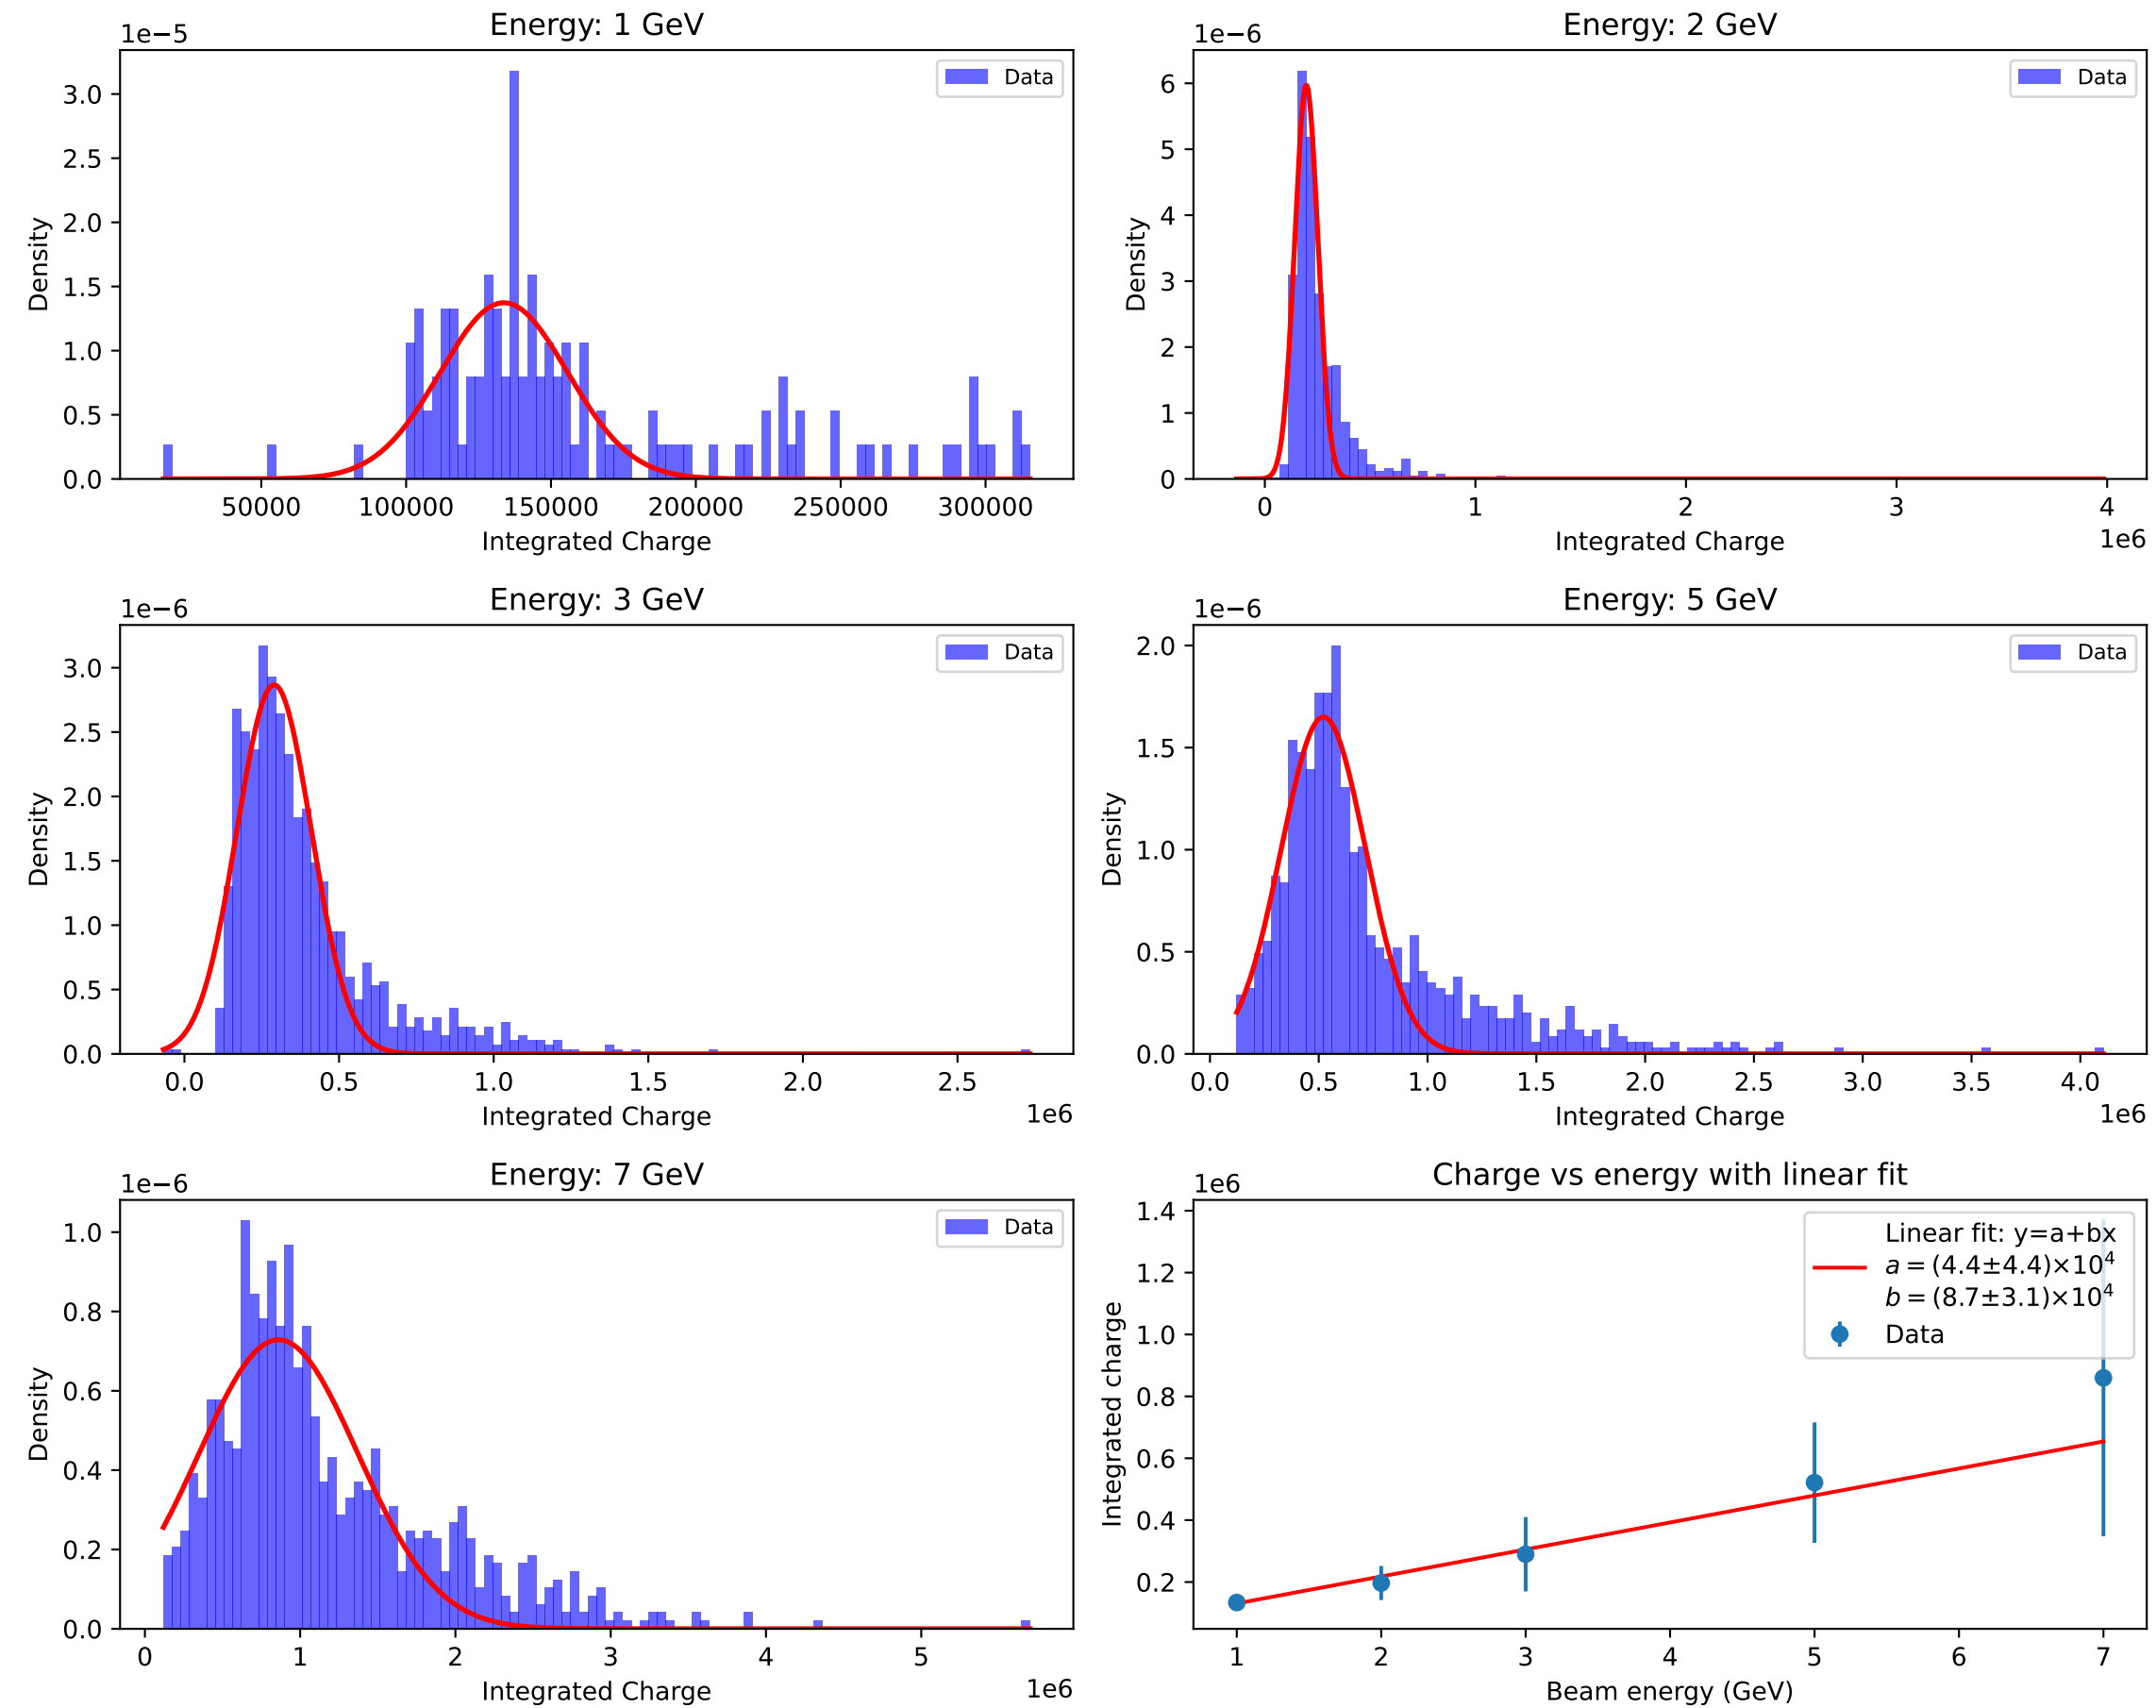 Energy: 1 GeV
1e−5
Data
Density
3.0
2.5
2.0
1.5
1.0
0.5
0.0
50000 100000 150000 200000 250000 300000
Integrated Charge
Energy: 2 GeV
1e−6
Data
Density
6
5
4
3
2
1
0
0 1 2 3 4
1e6
Integrated Charge
Energy: 3 GeV
1e−6
Data
Density
3.0
2.5
2.0
1.5
1.0
0.5
0.0
0.0 0.5 1.0 1.5 2.0 2.5
1e6
Integrated Charge
Energy: 5 GeV
1e−6
Data
Density
2.0
1.5
1.0
0.5
0.0
0.0 0.5 1.0 1.5 2.0 2.5 3.0 3.5 4.0
1e6
Integrated Charge
Energy: 7 GeV
1e−6
Data
Density
1.0
0.8
0.6
0.4
0.2
0.0
0 1 2 3 4 5
1e6
Integrated Charge
Charge vs energy with linear fit
1e6
Linear fit: y=a+bx
a = (4.4±4.4)×10⁴
b = (8.7±3.1)×10⁴
Data
Integrated charge
1.4
1.2
1.0
0.8
0.6
0.4
0.2
1 2 3 4 5 6 7
Beam energy (GeV)